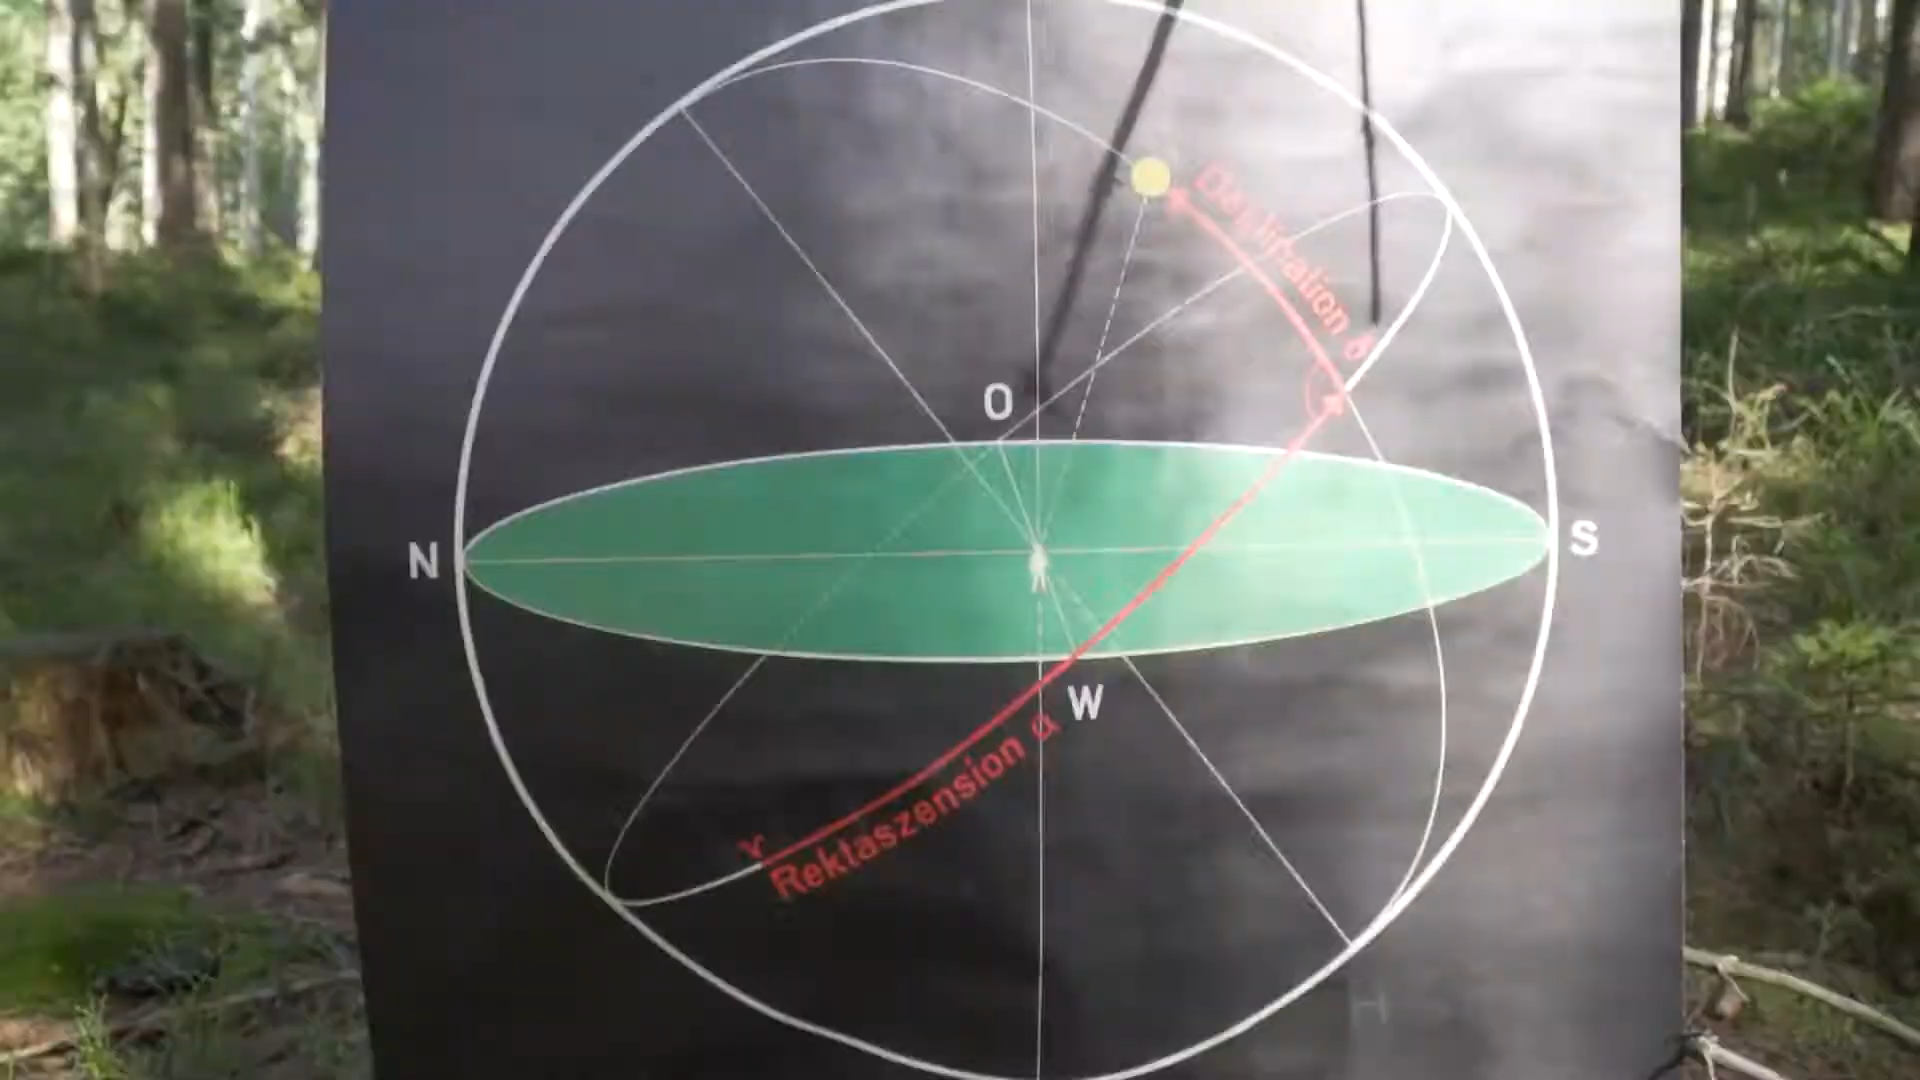 Deklination δ
O
N
S
W
γ
Rektaszension α